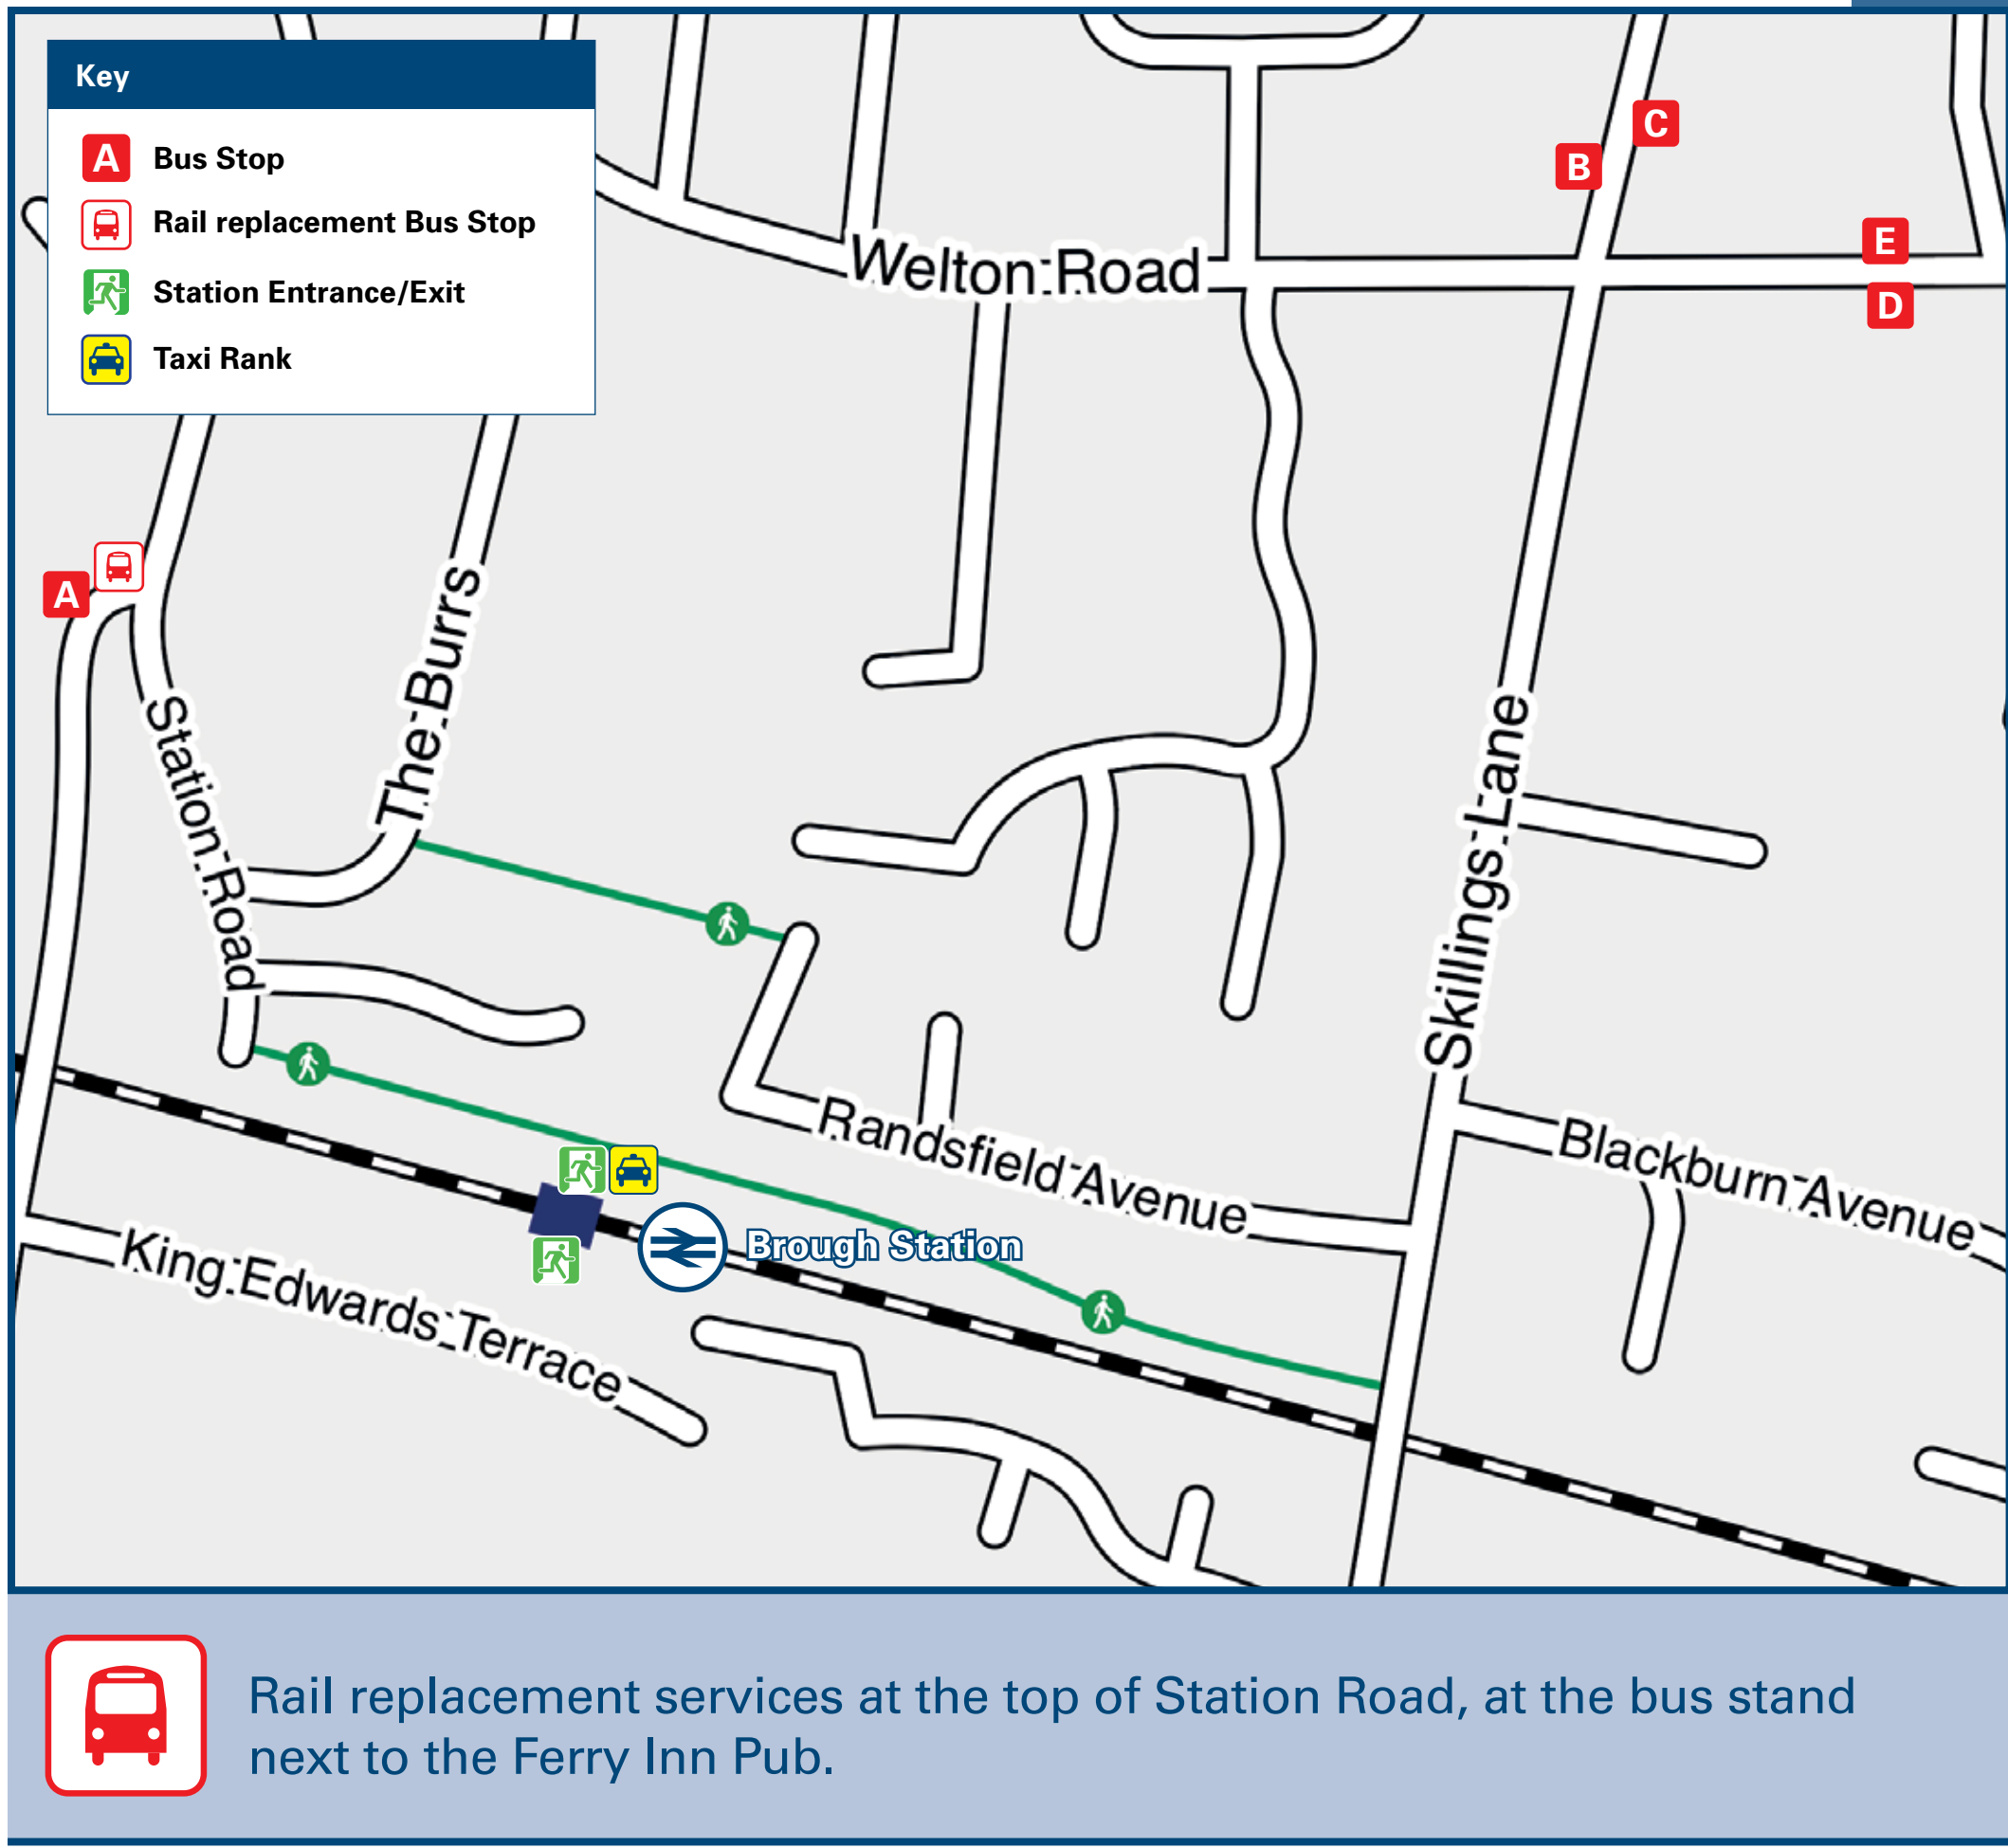 Key
A Bus Stop
Rail replacement Bus Stop
Station Entrance/Exit
Taxi Rank
C
B
E
D
Welton Road
A
The Burrs
Station Road
Skillings Lane
Randsfield Avenue
Blackburn Avenue
Brough Station
King Edwards Terrace
Rail replacement services at the top of Station Road, at the bus stand
next to the Ferry Inn Pub.